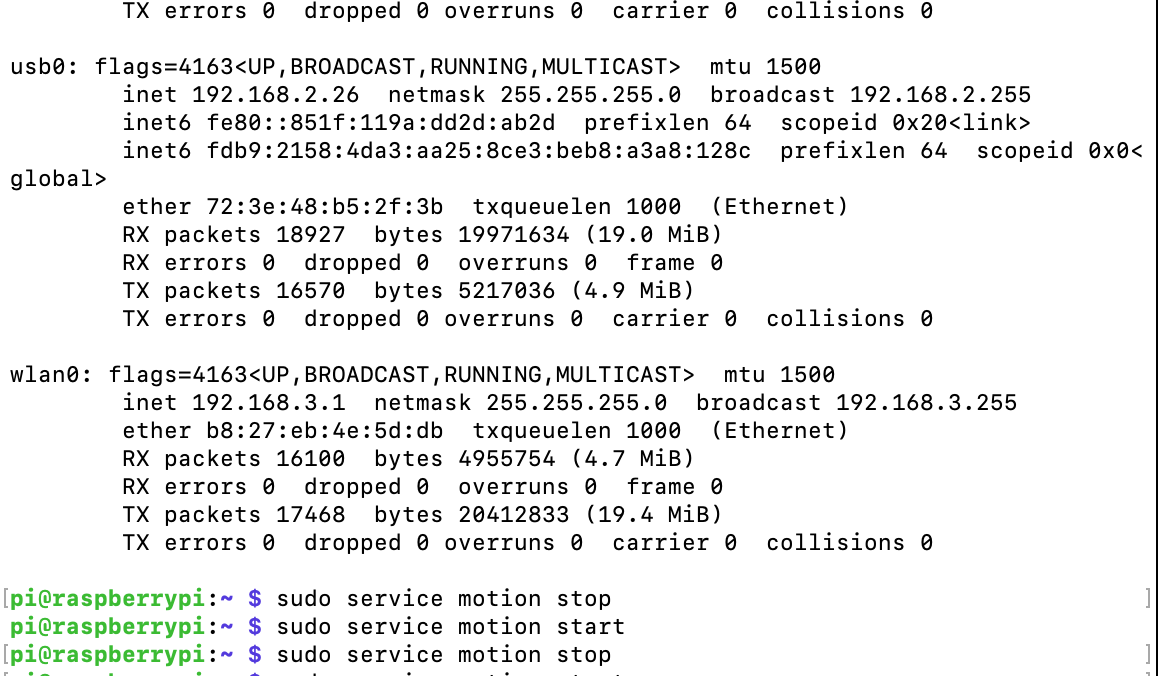 TX errors 0  dropped 0 overruns 0  carrier 0  collisions 0
usb0: flags=4163<UP,BROADCAST,RUNNING,MULTICAST>  mtu 1500
inet 192.168.2.26  netmask 255.255.255.0  broadcast 192.168.2.255
inet6 fe80::851f:119a:dd2d:ab2d  prefixlen 64  scopeid 0x20<link>
inet6 fdb9:2158:4da3:aa25:8ce3:beb8:a3a8:128c  prefixlen 64  scopeid 0x0<
global>
ether 72:3e:48:b5:2f:3b  txqueuelen 1000  (Ethernet)
RX packets 18927  bytes 19971634 (19.0 MiB)
RX errors 0  dropped 0  overruns 0  frame 0
TX packets 16570  bytes 5217036 (4.9 MiB)
TX errors 0  dropped 0 overruns 0  carrier 0  collisions 0
wlan0: flags=4163<UP,BROADCAST,RUNNING,MULTICAST>  mtu 1500
inet 192.168.3.1  netmask 255.255.255.0  broadcast 192.168.3.255
ether b8:27:eb:4e:5d:db  txqueuelen 1000  (Ethernet)
RX packets 16100  bytes 4955754 (4.7 MiB)
RX errors 0  dropped 0  overruns 0  frame 0
TX packets 17468  bytes 20412833 (19.4 MiB)
TX errors 0  dropped 0 overruns 0  carrier 0  collisions 0
[pi@raspberrypi:~ $ sudo service motion stop ]
pi@raspberrypi:~ $ sudo service motion start
[pi@raspberrypi:~ $ sudo service motion stop ]